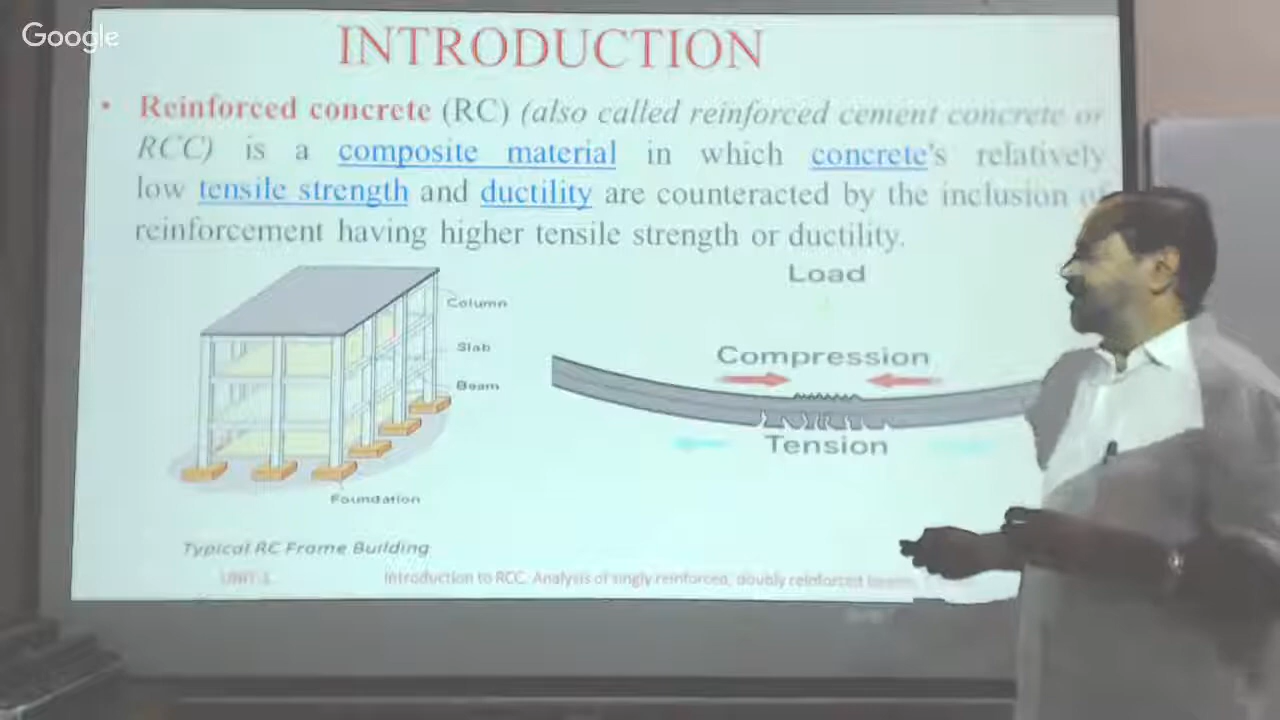 Google
INTRODUCTION
• Reinforced concrete (RC) (also called reinforced cement concrete or
RCC) is a composite material in which concrete's relatively
low tensile strength and ductility are counteracted by the inclusion of
reinforcement having higher tensile strength or ductility.
Load
Column
Compression
Slab
Beam
Tension
Foundation
Typical RC Frame Building
UNIT-1
Introduction to RCC, Analysis of singly reinforced, doubly reinforced beams